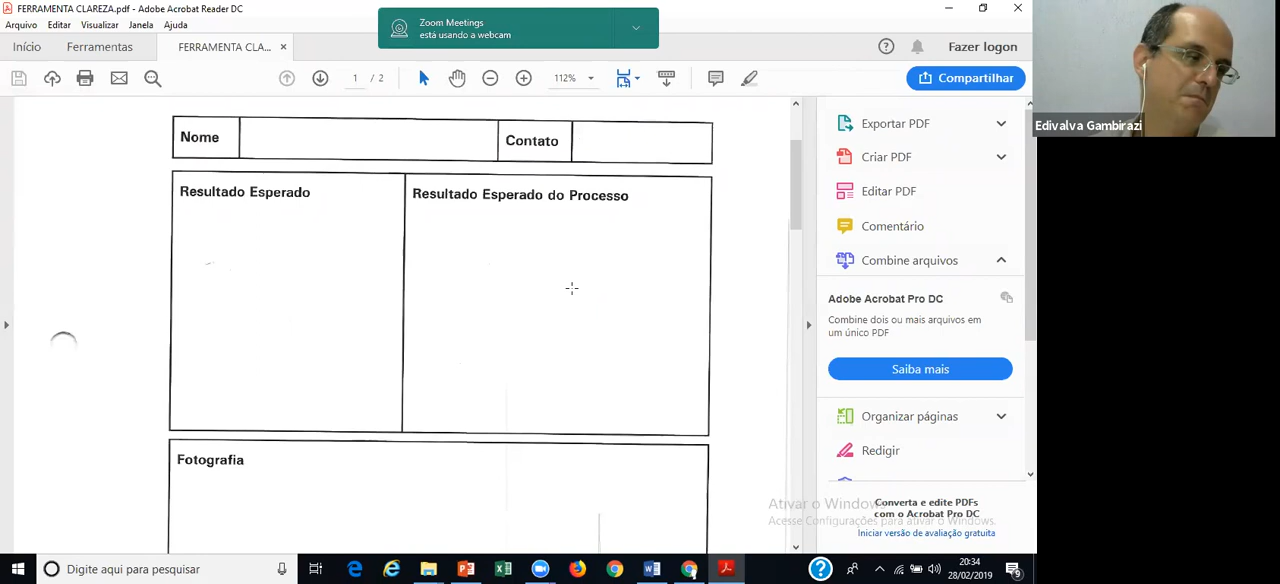 FERRAMENTA CLAREZA.pdf - Adobe Acrobat Reader DC
Arquivo Editar Visualizar Janela Ajuda
Zoom Meetings
está usando a webcam
Início Ferramentas FERRAMENTA CLA... ×
Fazer logon
1 / 2
112%
Compartilhar
Edivalva Gambirazi
Nome
Contato
Resultado Esperado
Resultado Esperado do Processo
Fotografia
Exportar PDF
Criar PDF
Editar PDF
Comentário
Combine arquivos
Adobe Acrobat Pro DC
Combine dois ou mais arquivos em
um único PDF
Saiba mais
Organizar páginas
Redigir
Ativar o Windows
Acesse Configurações para ativar o Windows.
Converta e edite PDFs
com o Acrobat Pro DC
Iniciar versão de avaliação gratuita
Digite aqui para pesquisar
20:34
28/02/2019
9